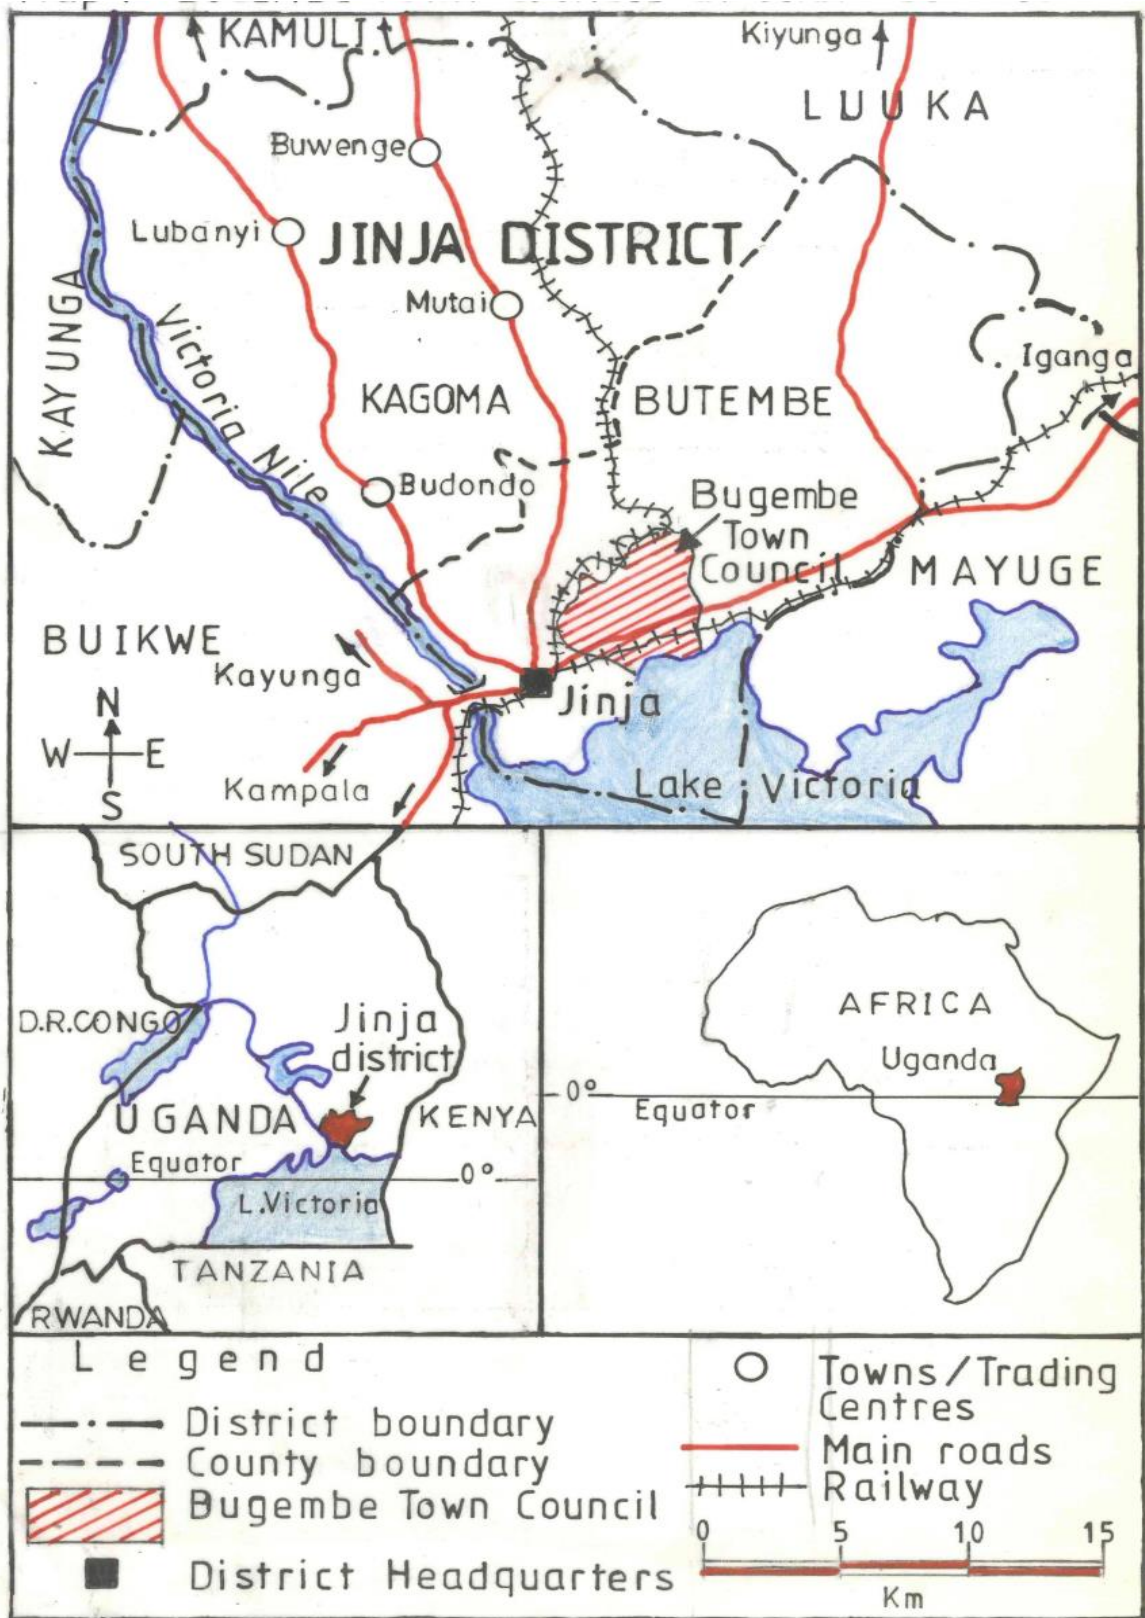 KAMULI
Kiyunga
LUUKA
Buwenge
Lubanyi
JINJA DISTRICT
Mutai
KAYUNGA
Victoria Nile
Iganga
KAGOMA
BUTEMBE
Budondo
Bugembe
Town
Council
MAYUGE
BUIKWE
Kayunga
Jinja
N
W E
S
Kampala
Lake Victoria
SOUTH SUDAN
D.R.CONGO
Jinja
district
UGANDA
KENYA
Equator
0°
L.Victoria
TANZANIA
RWANDA
AFRICA
Uganda
0°
Equator
Legend
District boundary
County boundary
Bugembe Town Council
District Headquarters
Towns/Trading
Centres
Main roads
Railway
0 5 10 15
Km